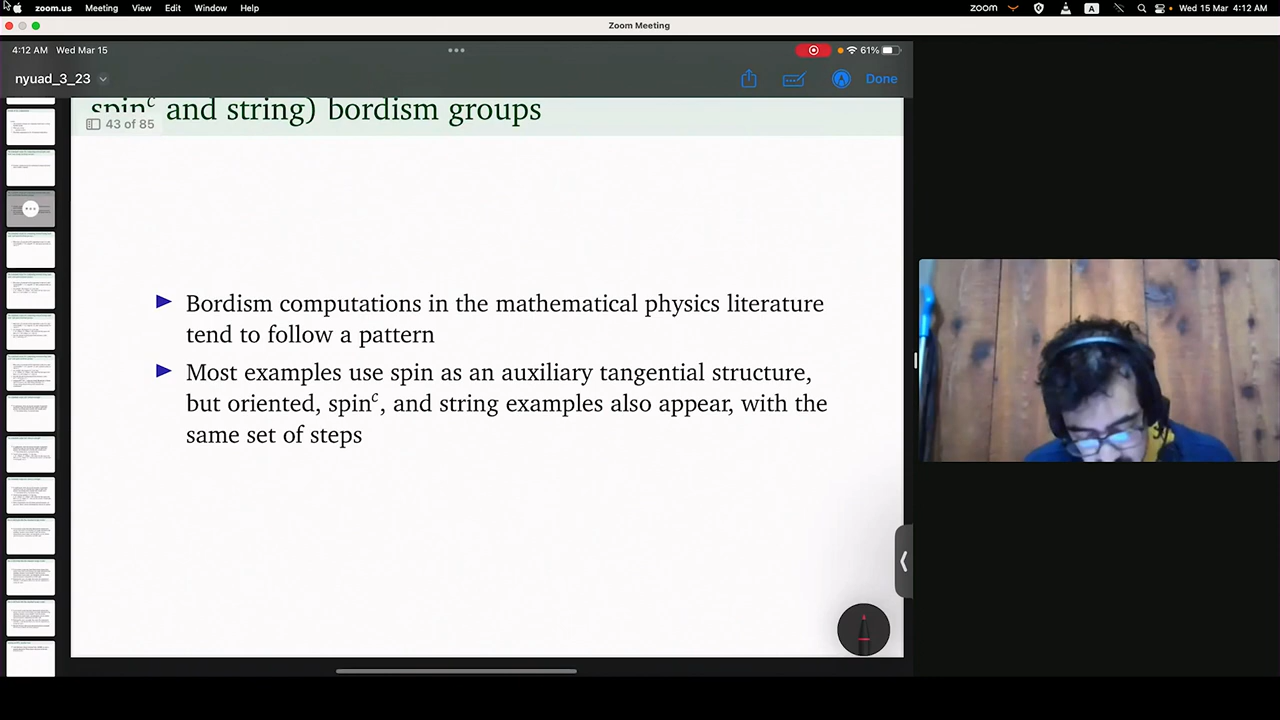 zoom.us Meeting View Edit Window Help
zoom A Wed 15 Mar 4:12 AM
Zoom Meeting
4:12 AM Wed Mar 15
61%
nyuad_3_23
Done
spinᶜ and string) bordism groups
43 of 85
Bordism computations in the mathematical physics literature
tend to follow a pattern
Most examples use spin as an auxiliary tangential structure,
but oriented, spinᶜ, and string examples also appear, with the
same set of steps